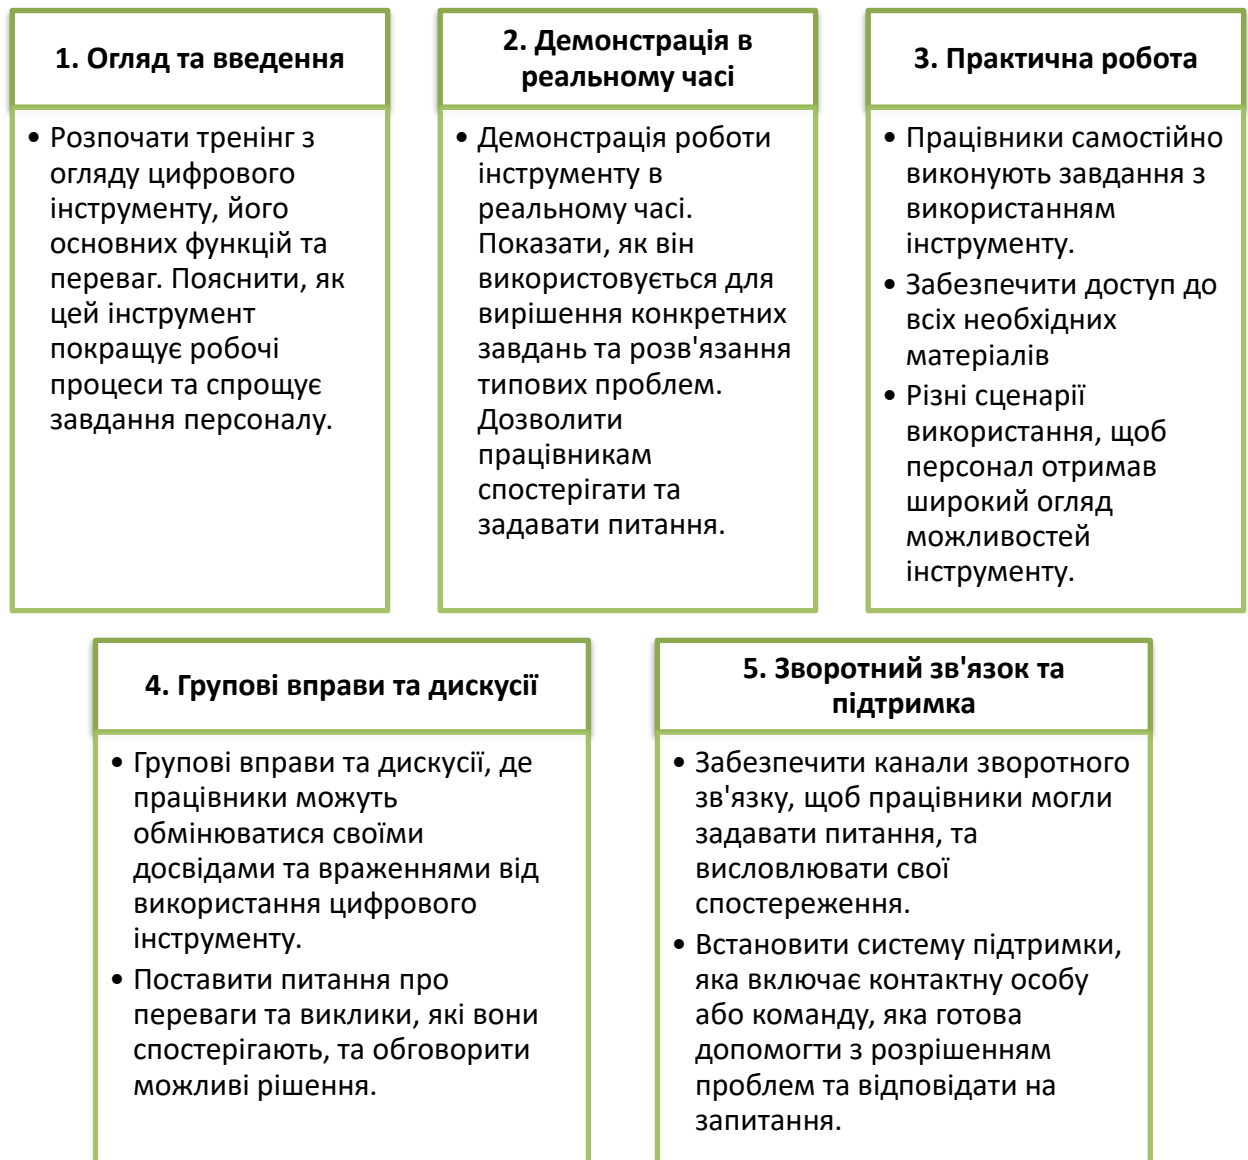 1. Огляд та введення
• Розпочати тренінг з
огляду цифрового
інструменту, його
основних функцій та
переваг. Пояснити, як
цей інструмент
покращує робочі
процеси та спрощує
завдання персоналу.
2. Демонстрація в
реальному часі
• Демонстрація роботи
інструменту в
реальному часі.
Показати, як він
використовується для
вирішення конкретних
завдань та розв'язання
типових проблем.
Дозволити
працівникам
спостерігати та
задавати питання.
3. Практична робота
• Працівники самостійно
виконують завдання з
використанням
інструменту.
• Забезпечити доступ до
всіх необхідних
матеріалів
• Різні сценарії
використання, щоб
персонал отримав
широкий огляд
можливостей
інструменту.
4. Групові вправи та дискусії
• Групові вправи та дискусії, де
працівники можуть
обмінюватися своїми
досвідами та враженнями від
використання цифрового
інструменту.
• Поставити питання про
переваги та виклики, які вони
спостерігають, та обговорити
можливі рішення.
5. Зворотний зв'язок та
підтримка
• Забезпечити канали зворотного
зв'язку, щоб працівники могли
задавати питання, та
висловлювати свої
спостереження.
• Встановити систему підтримки,
яка включає контактну особу
або команду, яка готова
допомогти з розрішенням
проблем та відповідати на
запитання.